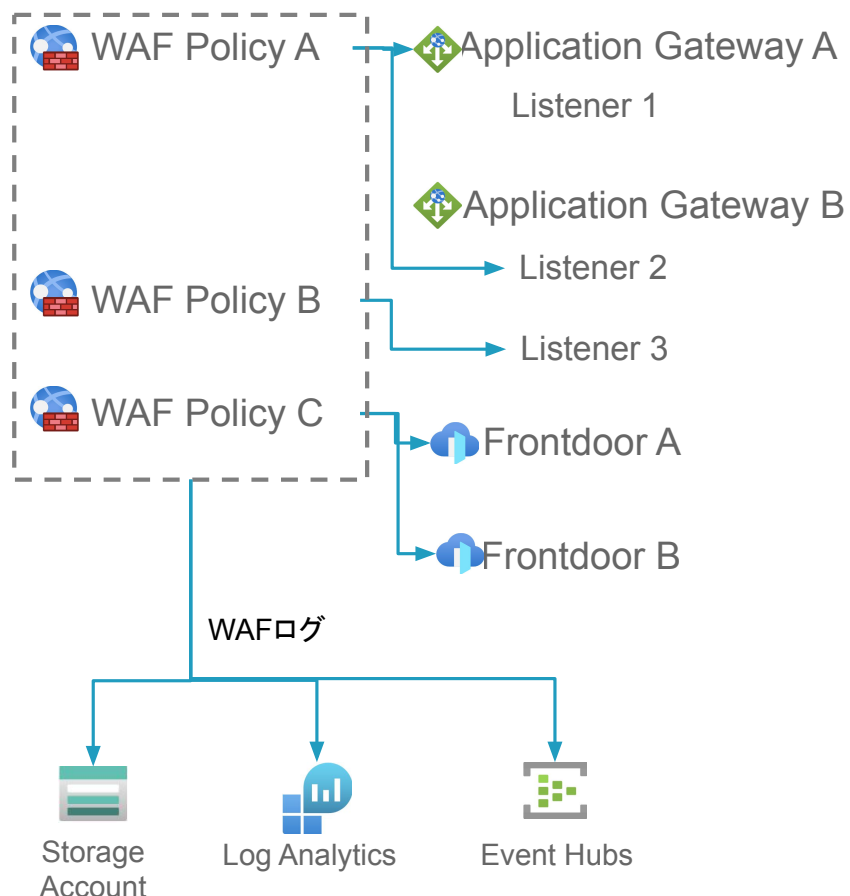 WAF Policy A
Application Gateway A
Listener 1
Application Gateway B
Listener 2
WAF Policy B
Listener 3
WAF Policy C
Frontdoor A
Frontdoor B
WAFログ
Storage
Account
Log Analytics
Event Hubs